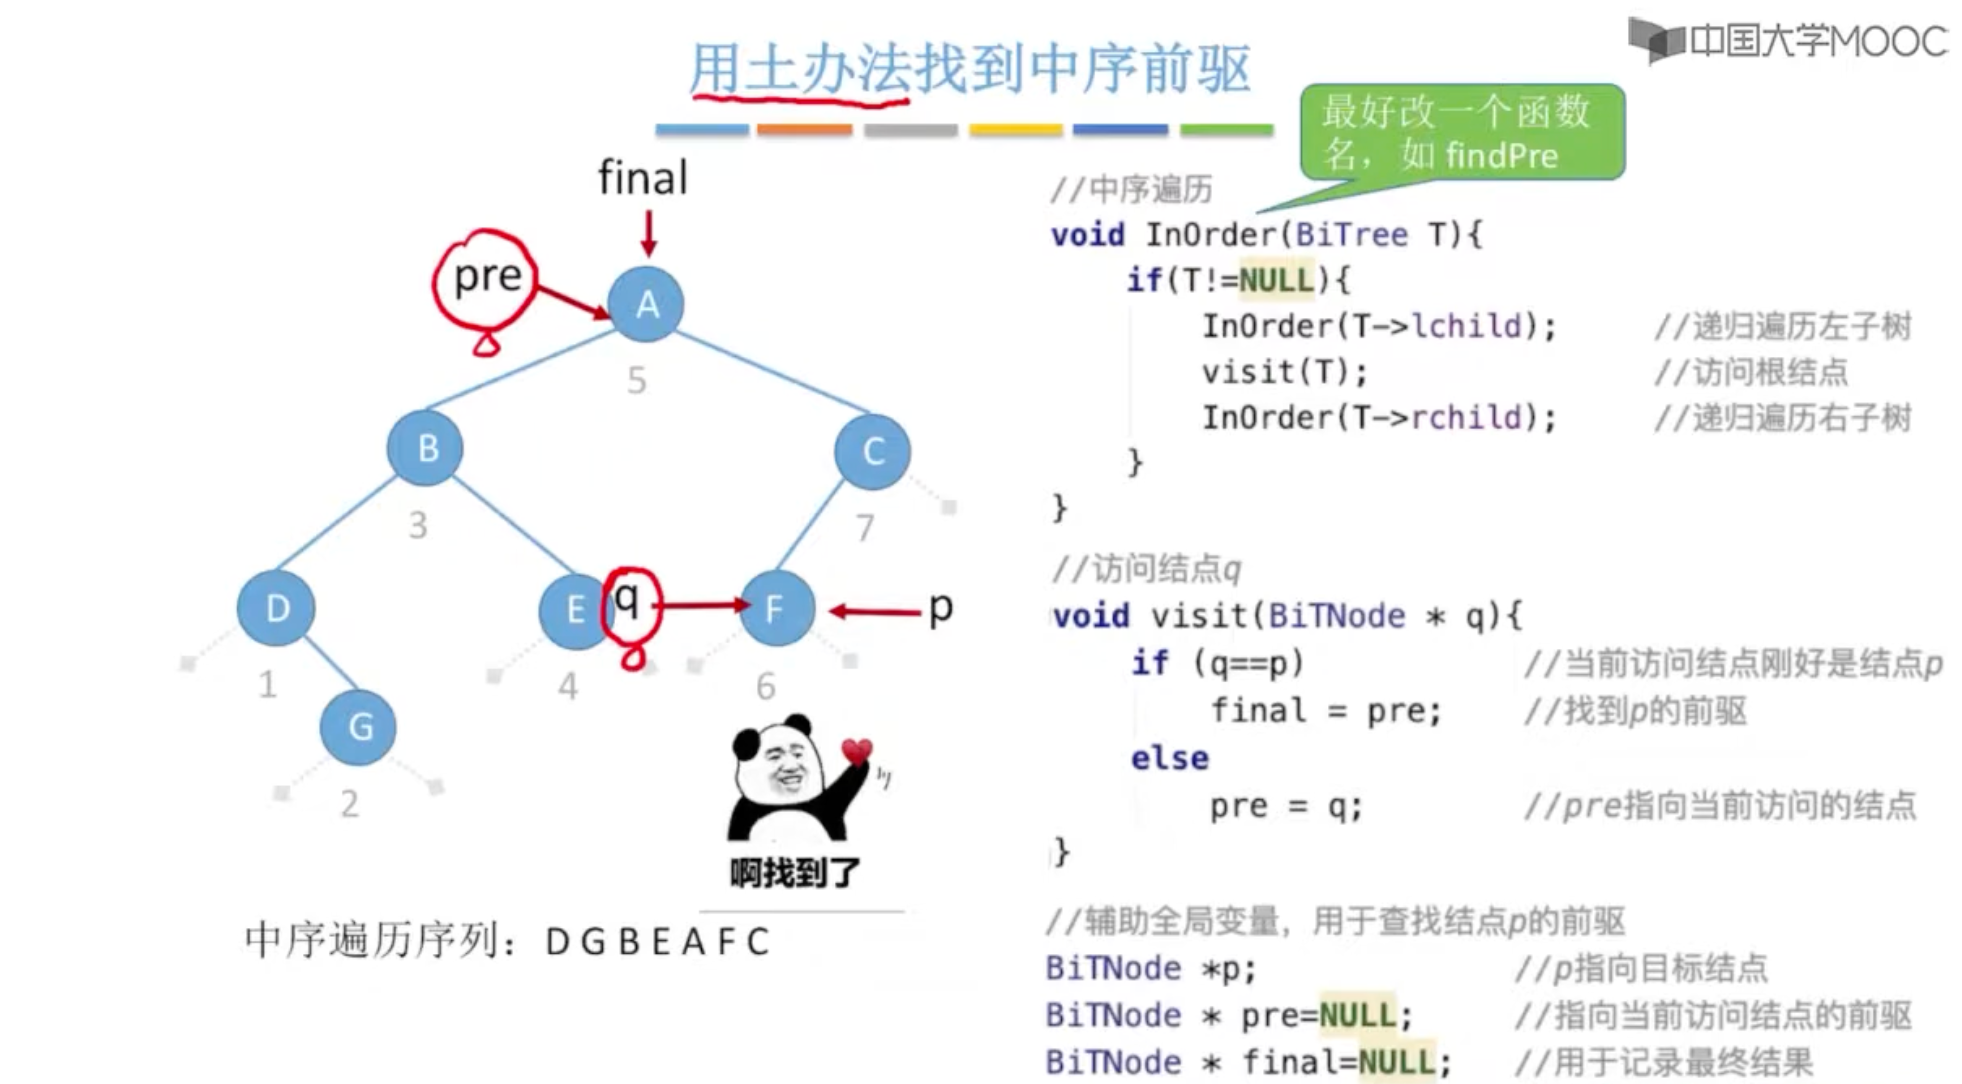 中国大学MOOC
用土办法找到中序前驱
最好改一个函数
名，如 findPre
final
pre
A
5
B
C
3
7
D
E
q
F
p
1
4
6
G
2
啊找到了
中序遍历序列：D G B E A F C
//中序遍历
void InOrder(BiTree T){
if(T!=NULL){
InOrder(T->lchild); //递归遍历左子树
visit(T); //访问根结点
InOrder(T->rchild); //递归遍历右子树
}
}
//访问结点q
void visit(BiTNode * q){
if (q==p) //当前访问结点刚好是结点p
final = pre; //找到p的前驱
else
pre = q; //pre指向当前访问的结点
}
//辅助全局变量，用于查找结点p的前驱
BiTNode *p; //p指向目标结点
BiTNode * pre=NULL; //指向当前访问结点的前驱
BiTNode * final=NULL; //用于记录最终结果